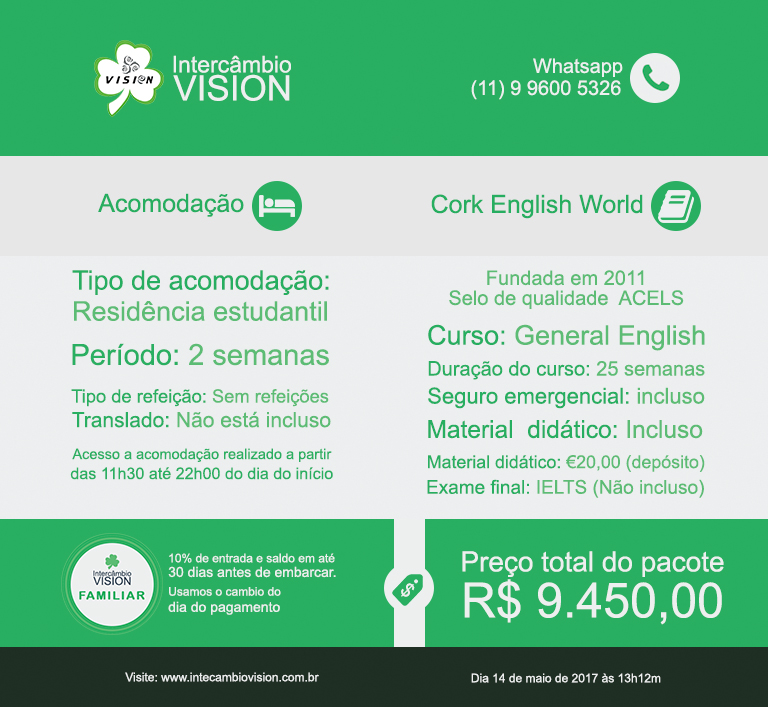 VISION
Intercâmbio
VISION
Whatsapp
(11) 9 9600 5326
Acomodação
Cork English World
Tipo de acomodação:
Residência estudantil
Período: 2 semanas
Tipo de refeição: Sem refeições
Translado: Não está incluso
Acesso a acomodação realizado a partir
das 11h30 até 22h00 do dia do início
Fundada em 2011
Selo de qualidade ACELS
Curso: General English
Duração do curso: 25 semanas
Seguro emergencial: incluso
Material didático: Incluso
Material didático: €20,00 (depósito)
Exame final: IELTS (Não incluso)
Intercâmbio
VISION
FAMILIAR
10% de entrada e saldo em até
30 dias antes de embarcar.
Usamos o cambio do
dia do pagamento
$
Preço total do pacote
R$ 9.450,00
Visite: www.intecambiovision.com.br
Dia 14 de maio de 2017 às 13h12m